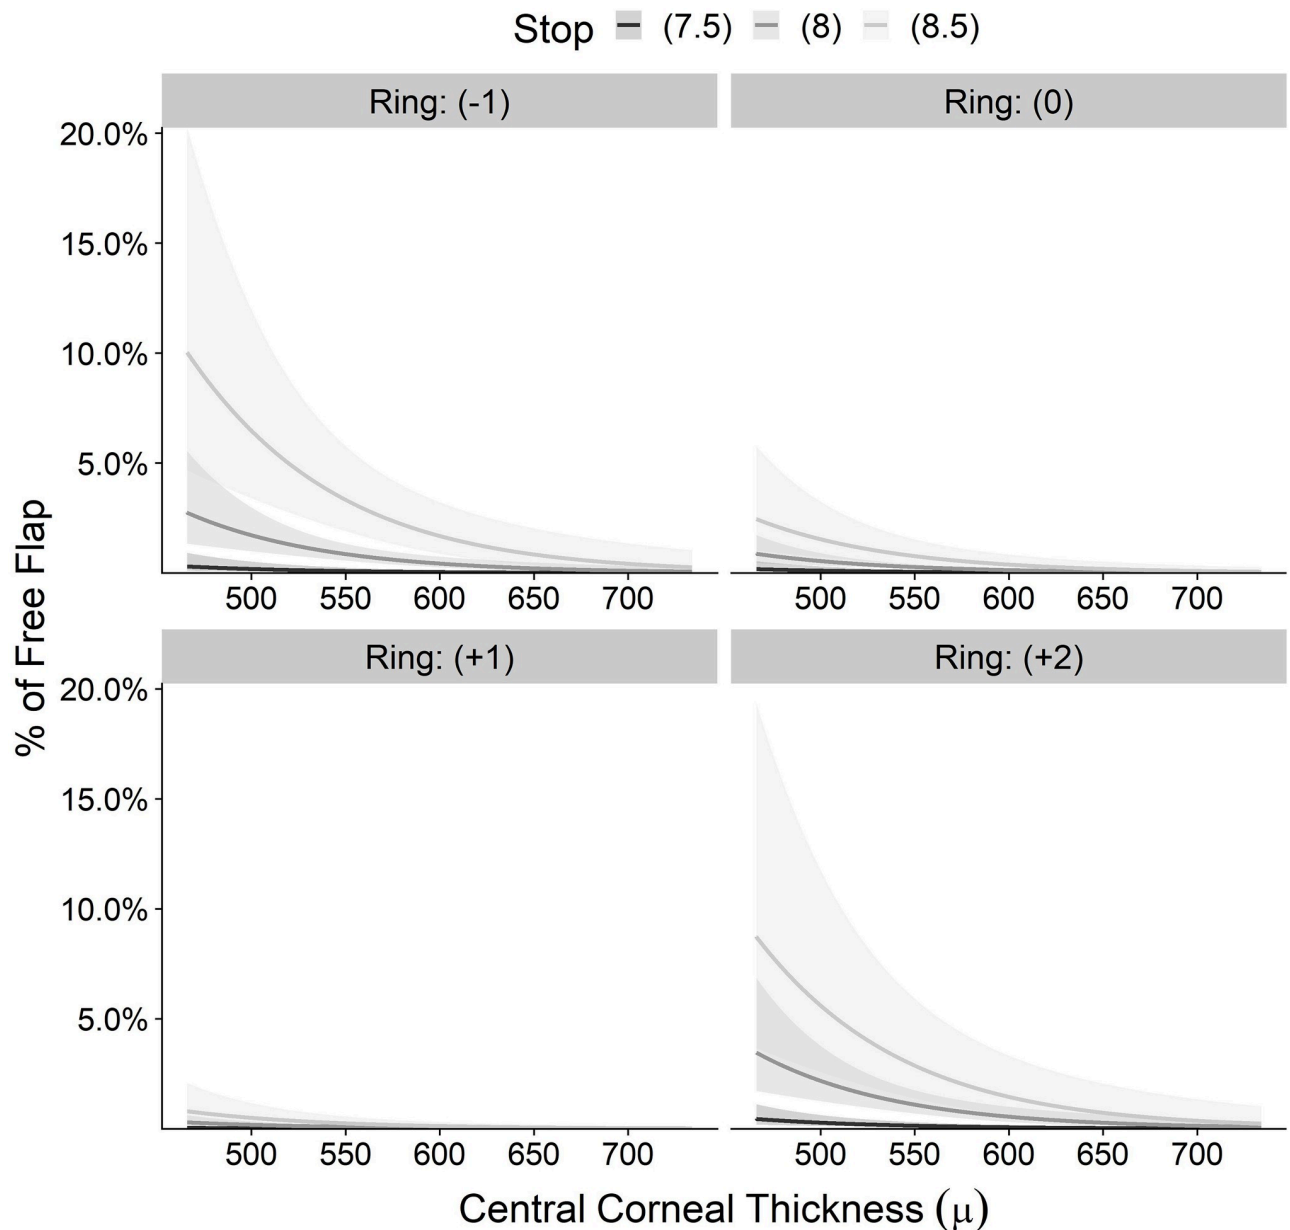 Stop (7.5) (8) (8.5)
Ring: (-1) Ring: (0)
20.0%
15.0%
10.0%
5.0%
500 550 600 650 700 500 550 600 650 700
Ring: (+1) Ring: (+2)
20.0%
15.0%
10.0%
5.0%
500 550 600 650 700 500 550 600 650 700
% of Free Flap
Central Corneal Thickness (μ)